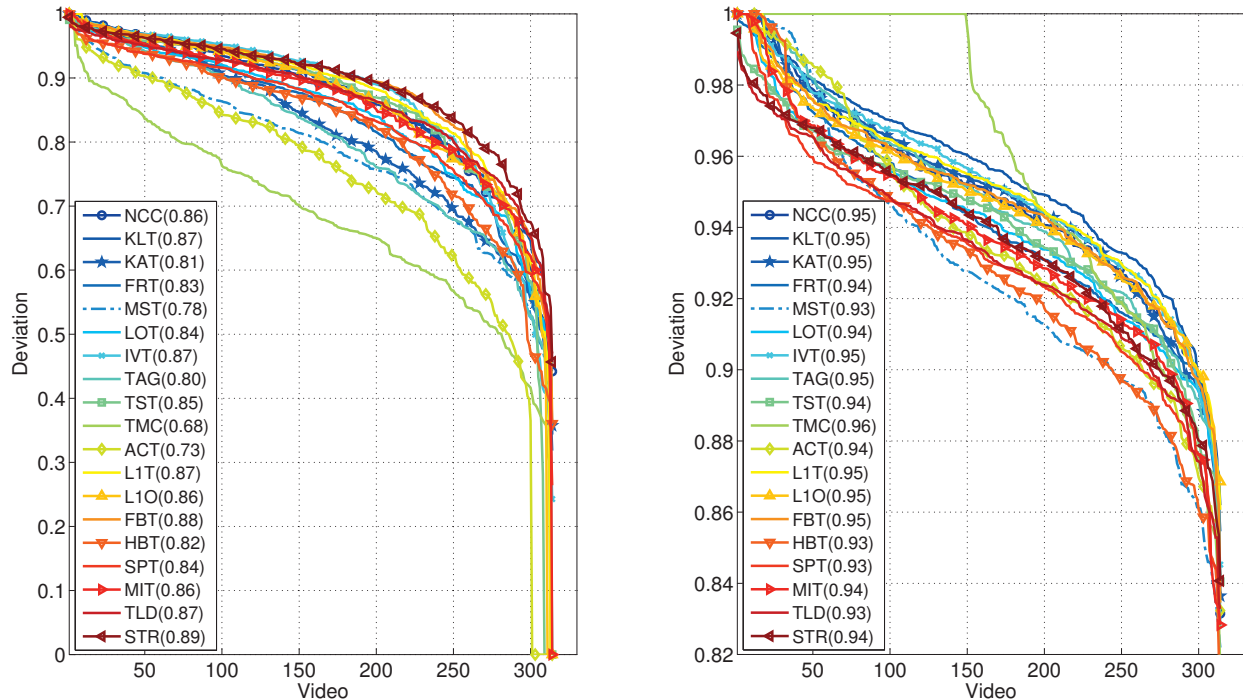 1
0.9
0.8
0.7
0.6
0.5
0.4
0.3
0.2
0.1
0
Deviation
NCC(0.86)
KLT(0.87)
KAT(0.81)
FRT(0.83)
MST(0.78)
LOT(0.84)
IVT(0.87)
TAG(0.80)
TST(0.85)
TMC(0.68)
ACT(0.73)
L1T(0.87)
L1O(0.86)
FBT(0.88)
HBT(0.82)
SPT(0.84)
MIT(0.86)
TLD(0.87)
STR(0.89)
50 100 150 200 250 300
Video
1
0.98
0.96
0.94
0.92
0.9
0.88
0.86
0.84
0.82
Deviation
NCC(0.95)
KLT(0.95)
KAT(0.95)
FRT(0.94)
MST(0.93)
LOT(0.94)
IVT(0.95)
TAG(0.95)
TST(0.94)
TMC(0.96)
ACT(0.94)
L1T(0.95)
L1O(0.95)
FBT(0.95)
HBT(0.93)
SPT(0.93)
MIT(0.94)
TLD(0.93)
STR(0.94)
50 100 150 200 250 300
Video